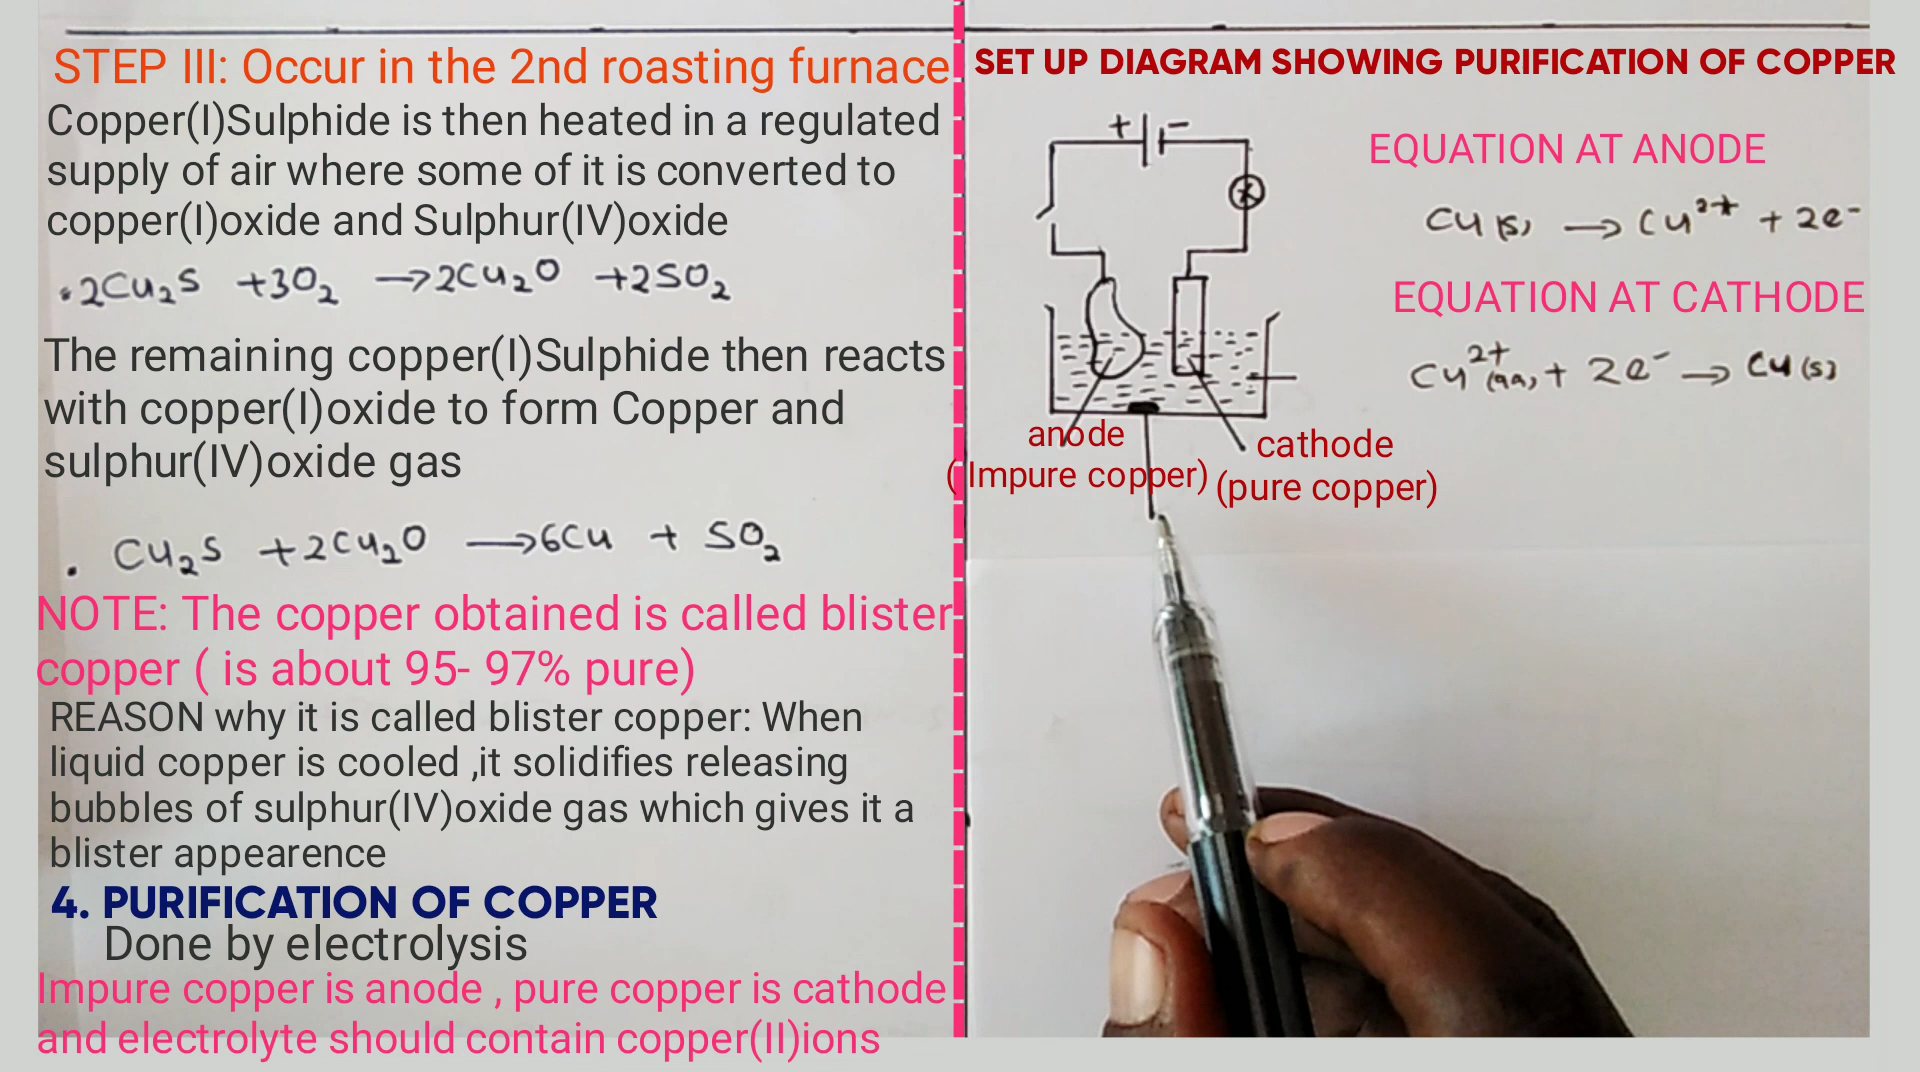 STEP III: Occur in the 2nd roasting furnace
Copper(I)Sulphide is then heated in a regulated
supply of air where some of it is converted to
copper(I)oxide and Sulphur(IV)oxide
2Cu₂S +3O₂ → 2Cu₂O +2SO₂
The remaining copper(I)Sulphide then reacts
with copper(I)oxide to form Copper and
sulphur(IV)oxide gas
Cu₂S +2Cu₂O → 6Cu + SO₂
NOTE: The copper obtained is called blister
copper ( is about 95- 97% pure)
REASON why it is called blister copper: When
liquid copper is cooled ,it solidifies releasing
bubbles of sulphur(IV)oxide gas which gives it a
blister appearence
4. PURIFICATION OF COPPER
Done by electrolysis
Impure copper is anode , pure copper is cathode
and electrolyte should contain copper(II)ions
SET UP DIAGRAM SHOWING PURIFICATION OF COPPER
+ -
EQUATION AT ANODE
Cu(s) → Cu²⁺ + 2e⁻
EQUATION AT CATHODE
Cu²⁺(aq) + 2e⁻ → Cu(s)
anode
( Impure copper)
cathode
(pure copper)